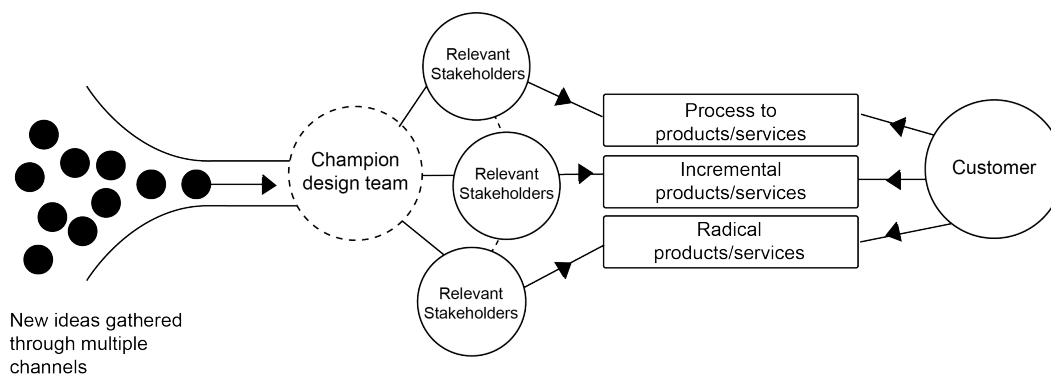 New ideas gathered
through multiple
channels
Champion
design team
Relevant
Stakeholders
Relevant
Stakeholders
Relevant
Stakeholders
Process to
products/services
Incremental
products/services
Radical
products/services
Customer